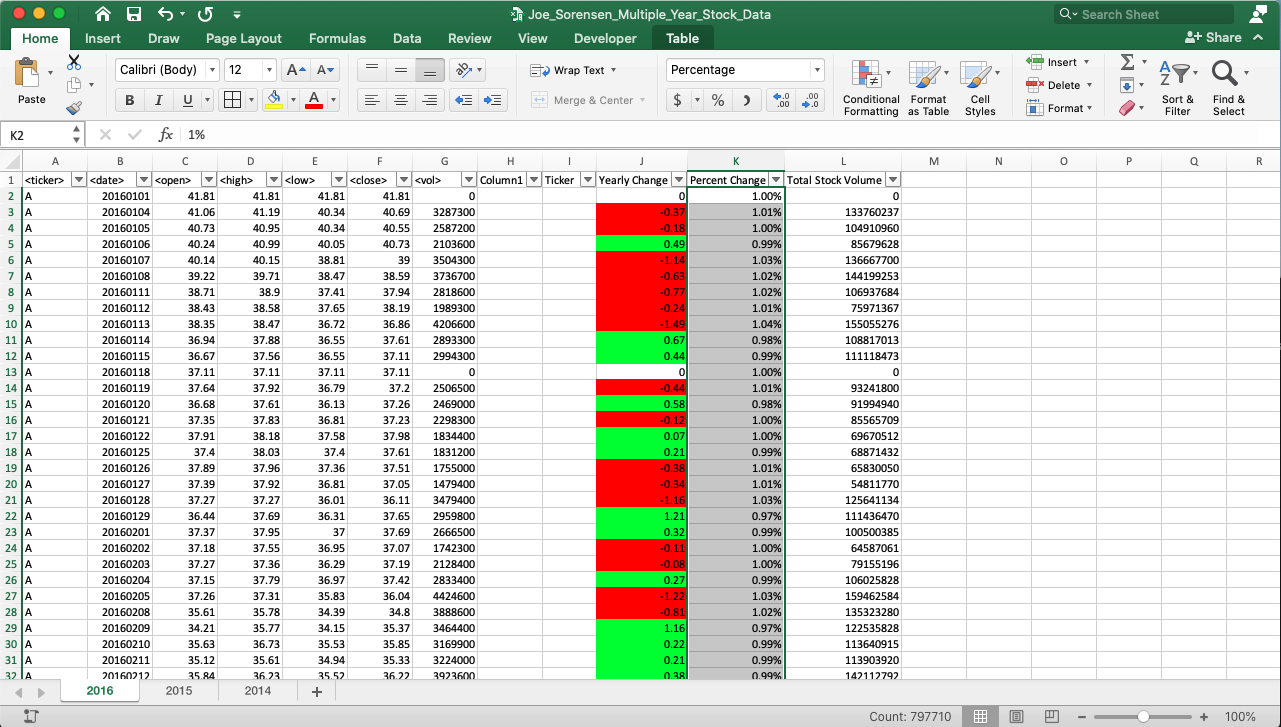 Joe_Sorensen_Multiple_Year_Stock_Data
Search Sheet
Home Insert Draw Page Layout Formulas Data Review View Developer Table Share
Paste Calibri (Body) 12 A A Wrap Text Percentage Insert
B I U A Merge & Center $ % Conditional Formatting Format as Table Cell Styles Delete Format Sort & Filter Find & Select
K2 fx 1%
A B C D E F G H I J K L M N O P Q R
1 <ticker> <date> <open> <high> <low> <close> <vol> Column1 Ticker Yearly Change Percent Change Total Stock Volume
2 A 20160101 41.81 41.81 41.81 41.81 0 0 1.00% 0
3 A 20160104 41.06 41.19 40.34 40.69 3287300 -0.37 1.01% 133760237
4 A 20160105 40.73 40.95 40.34 40.55 2587200 -0.18 1.00% 104910960
5 A 20160106 40.24 40.99 40.05 40.73 2103600 0.49 0.99% 85679628
6 A 20160107 40.14 40.15 38.81 39 3504300 -1.14 1.03% 136667700
7 A 20160108 39.22 39.71 38.47 38.59 3736700 -0.63 1.02% 144199253
8 A 20160111 38.71 38.9 37.41 37.94 2818600 -0.77 1.02% 106937684
9 A 20160112 38.43 38.58 37.65 38.19 1989300 -0.24 1.01% 75971367
10 A 20160113 38.35 38.47 36.72 36.86 4206600 -1.49 1.04% 155055276
11 A 20160114 36.94 37.88 36.55 37.61 2893300 0.67 0.98% 108817013
12 A 20160115 36.67 37.56 36.55 37.11 2994300 0.44 0.99% 111118473
13 A 20160118 37.11 37.11 37.11 37.11 0 0 1.00% 0
14 A 20160119 37.64 37.92 36.79 37.2 2506500 -0.44 1.01% 93241800
15 A 20160120 36.68 37.61 36.13 37.26 2469000 0.58 0.98% 91994940
16 A 20160121 37.35 37.83 36.81 37.23 2298300 -0.12 1.00% 85565709
17 A 20160122 37.91 38.18 37.58 37.98 1834400 0.07 1.00% 69670512
18 A 20160125 37.4 38.03 37.4 37.61 1831200 0.21 0.99% 68871432
19 A 20160126 37.89 37.96 37.36 37.51 1755000 -0.38 1.01% 65830050
20 A 20160127 37.39 37.92 36.81 37.05 1479400 -0.34 1.01% 54811770
21 A 20160128 37.27 37.27 36.01 36.11 3479400 -1.16 1.03% 125641134
22 A 20160129 36.44 37.69 36.31 37.65 2959800 1.21 0.97% 111436470
23 A 20160201 37.37 37.95 37 37.69 2666500 0.32 0.99% 100500385
24 A 20160202 37.18 37.55 36.95 37.07 1742300 -0.11 1.00% 64587061
25 A 20160203 37.27 37.36 36.29 37.19 2128400 -0.08 1.00% 79155196
26 A 20160204 37.15 37.79 36.97 37.42 2833400 0.27 0.99% 106025828
27 A 20160205 37.26 37.31 35.83 36.04 4424600 -1.22 1.03% 159462584
28 A 20160208 35.61 35.78 34.39 34.8 3888600 -0.81 1.02% 135323280
29 A 20160209 34.21 35.77 34.15 35.37 3464400 1.16 0.97% 122535828
30 A 20160210 35.63 36.73 35.53 35.85 3169900 0.22 0.99% 113640915
31 A 20160211 35.12 35.61 34.94 35.33 3224000 0.21 0.99% 113903920
32 A 20160212 35.84 36.23 35.52 36.22 3923600 0.38 0.99% 142112792
2016 2015 2014 +
Count: 797710 100%